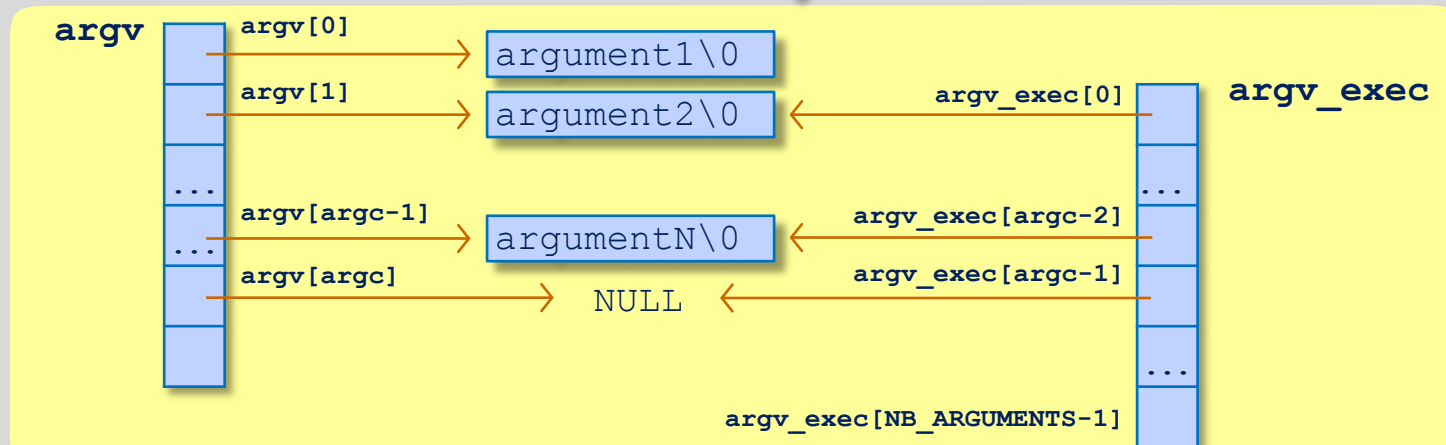 argv
argv[0]
argument1\0
argv[1]
argument2\0
argv_exec[0]
argv_exec
...
...
argv[argc-1]
argumentN\0
argv_exec[argc-2]
...
argv[argc]
NULL
argv_exec[argc-1]
...
argv_exec[NB_ARGUMENTS-1]